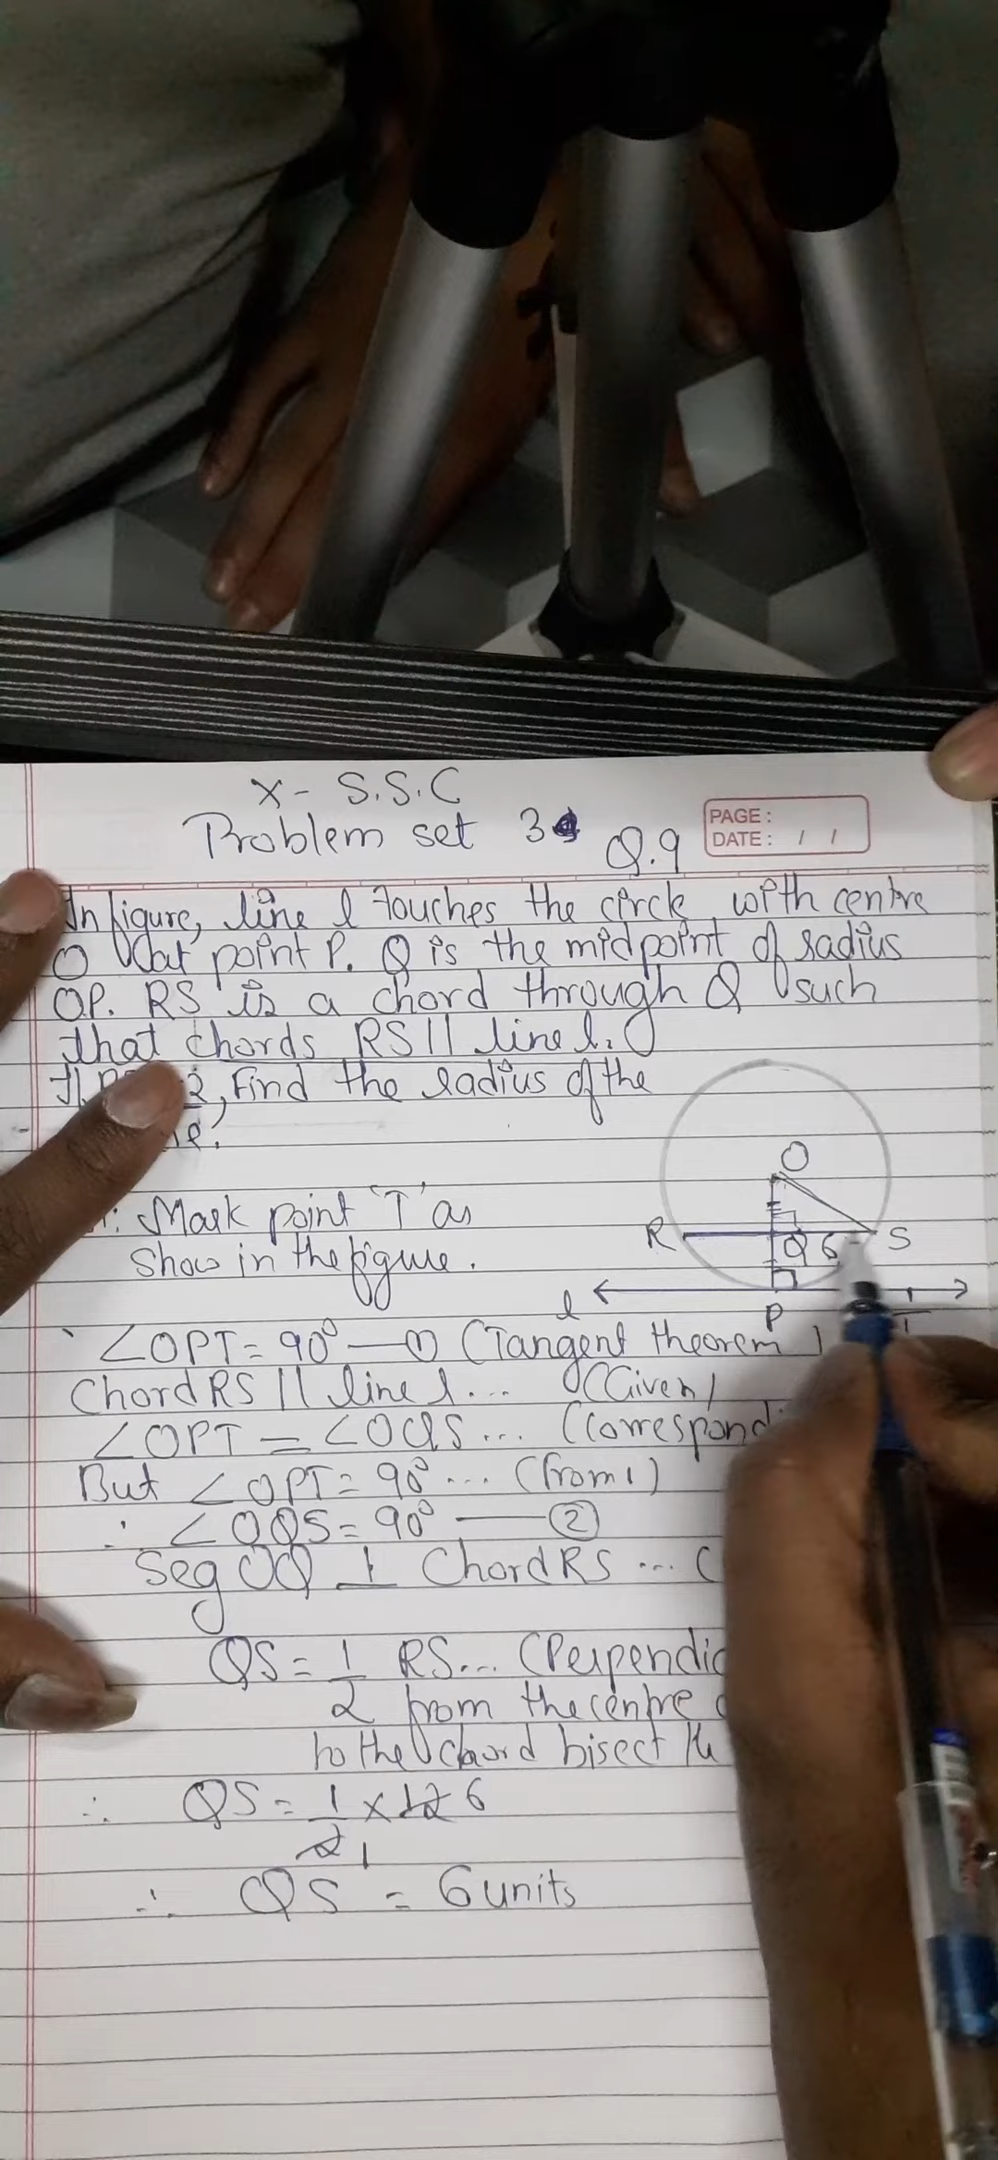 X- S.S.C
Problem set 3 Q.9
PAGE:
DATE: / /
In figure, line l touches the circle with centre
O at point P. Q is the midpoint of radius
OP. RS is a chord through Q such
that chords RS || line l.
If 2, Find the radius of the
Mark point 'T' as
Show in the figure.
O
R Q 6 S
l P
∠OPT = 90° — ① (Tangent theorem)
Chord RS || line l... (Given)
∠OPT = ∠OQS... (Correspond
But ∠OPT = 90° ... (from 1)
∴ ∠OQS = 90° — ②
Seg OQ ⊥ Chord RS ... (
QS = 1/2 RS... (Perpendic
from the centre
to the chord bisect
∴ QS = 1/2 × 12 6
1
∴ QS = 6 units